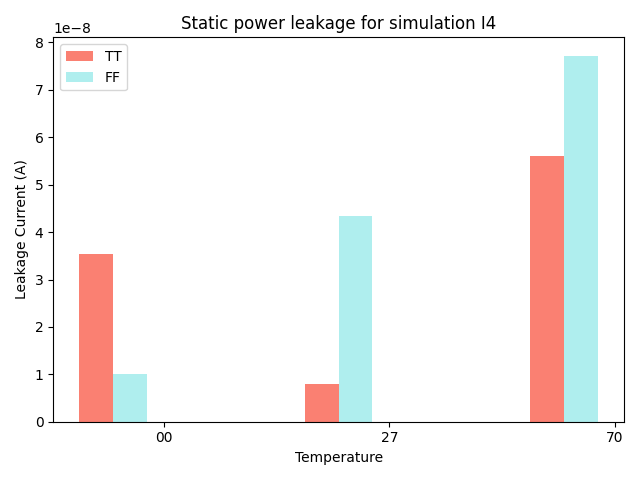 Static power leakage for simulation I4
1e−8
8
7
6
5
4
3
2
1
0
Leakage Current (A)
TT
FF
00
27
70
Temperature